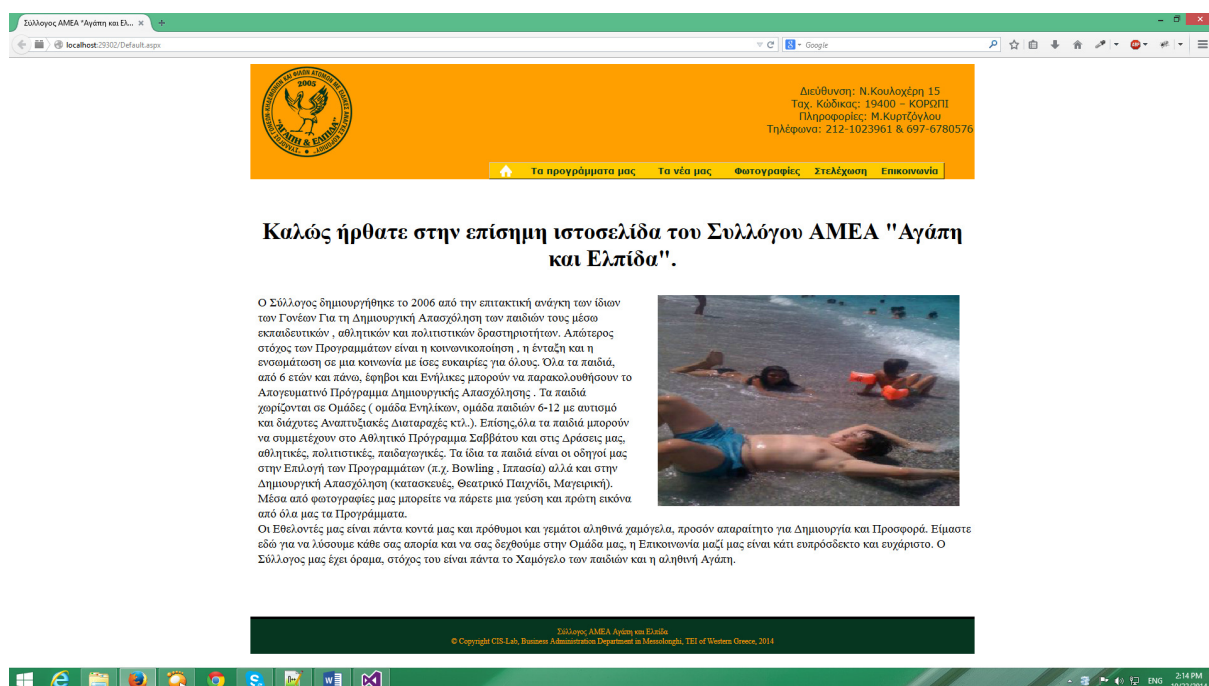 Σύλλογος ΑΜΕΑ "Αγάπη και Ελ...
localhost:29302/Default.aspx
Google
2005
"ΑΓΑΠΗ & ΕΛΠΙΔΑ"
Διεύθυνση: Ν.Κουλοχέρη 15
Ταχ. Κώδικας: 19400 – ΚΟΡΩΠΙ
Πληροφορίες: Μ.Κυρτζόγλου
Τηλέφωνα: 212-1023961 & 697-6780576
Τα προγράμματα μας Τα νέα μας Φωτογραφίες Στελέχωση Επικοινωνία
Καλώς ήρθατε στην επίσημη ιστοσελίδα του Συλλόγου ΑΜΕΑ "Αγάπη
και Ελπίδα".
Ο Σύλλογος δημιουργήθηκε το 2006 από την επιτακτική ανάγκη των ίδιων
των Γονέων Για τη Δημιουργική Απασχόληση των παιδιών τους μέσω
εκπαιδευτικών , αθλητικών και πολιτιστικών δραστηριοτήτων. Απώτερος
στόχος των Προγραμμάτων είναι η κοινωνικοποίηση , η ένταξη και η
ενσωμάτωση σε μια κοινωνία με ίσες ευκαιρίες για όλους. Όλα τα παιδιά,
από 6 ετών και πάνω, έφηβοι και Ενήλικες μπορούν να παρακολουθήσουν το
Απογευματινό Πρόγραμμα Δημιουργικής Απασχόλησης . Τα παιδιά
χωρίζονται σε Ομάδες ( ομάδα Ενηλίκων, ομάδα παιδιών 6-12 με αυτισμό
και διάχυτες Αναπτυξιακές Διαταραχές κτλ.). Επίσης,όλα τα παιδιά μπορούν
να συμμετέχουν στο Αθλητικό Πρόγραμμα Σαββάτου και στις Δράσεις μας,
αθλητικές, πολιτιστικές, παιδαγωγικές. Τα ίδια τα παιδιά είναι οι οδηγοί μας
στην Επιλογή των Προγραμμάτων (π.χ. Bowling , Ιππασία) αλλά και στην
Δημιουργική Απασχόληση (κατασκευές, Θεατρικό Παιχνίδι, Μαγειρική).
Μέσα από φωτογραφίες μας μπορείτε να πάρετε μια γεύση και πρώτη εικόνα
από όλα μας τα Προγράμματα.
Οι Εθελοντές μας είναι πάντα κοντά μας και πρόθυμοι και γεμάτοι αληθινά χαμόγελα, προσόν απαραίτητο για Δημιουργία και Προσφορά. Είμαστε
εδώ για να λύσουμε κάθε σας απορία και να σας δεχθούμε στην Ομάδα μας, η Επικοινωνία μαζί μας είναι κάτι ευπρόσδεκτο και ευχάριστο. Ο
Σύλλογος μας έχει όραμα, στόχος του είναι πάντα το Χαμόγελο των παιδιών και η αληθινή Αγάπη.
Σύλλογος ΑΜΕΑ Αγάπη και Ελπίδα
© Copyright CIS-Lab, Business Administration Department in Messolonghi, TEI of Western Greece, 2014
ENG
2:14 PM
10/22/2014